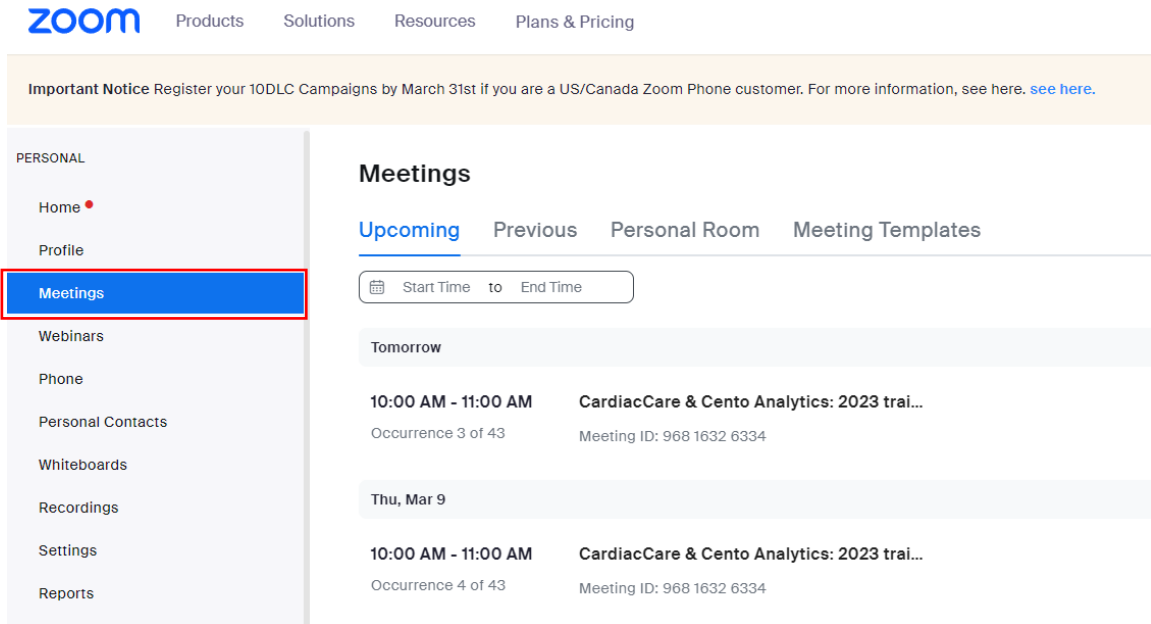 zoom Products Solutions Resources Plans & Pricing
Important Notice Register your 10DLC Campaigns by March 31st if you are a US/Canada Zoom Phone customer. For more information, see here. see here.
PERSONAL
Home
Profile
Meetings
Webinars
Phone
Personal Contacts
Whiteboards
Recordings
Settings
Reports
Meetings
Upcoming Previous Personal Room Meeting Templates
Start Time to End Time
Tomorrow
10:00 AM - 11:00 AM CardiacCare & Cento Analytics: 2023 trai...
Occurrence 3 of 43 Meeting ID: 968 1632 6334
Thu, Mar 9
10:00 AM - 11:00 AM CardiacCare & Cento Analytics: 2023 trai...
Occurrence 4 of 43 Meeting ID: 968 1632 6334